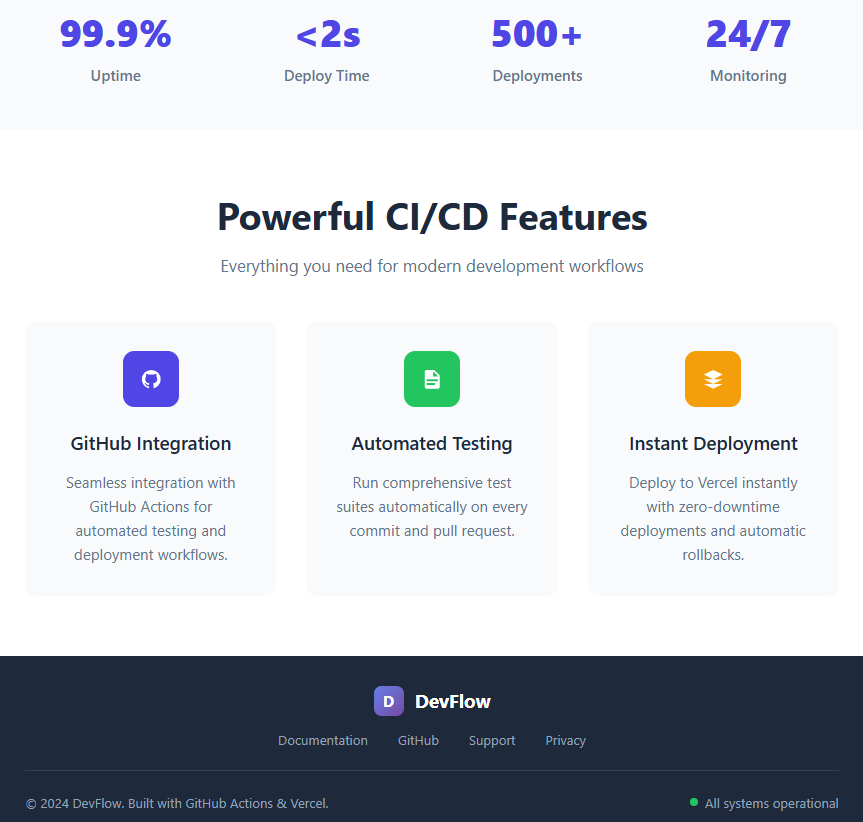 99.9%
<2s
500+
24/7
Uptime
Deploy Time
Deployments
Monitoring
Powerful CI/CD Features
Everything you need for modern development workflows
GitHub Integration
Seamless integration with
GitHub Actions for
automated testing and
deployment workflows.
Automated Testing
Run comprehensive test
suites automatically on every
commit and pull request.
Instant Deployment
Deploy to Vercel instantly
with zero-downtime
deployments and automatic
rollbacks.
D DevFlow
Documentation GitHub Support Privacy
© 2024 DevFlow. Built with GitHub Actions & Vercel.
All systems operational